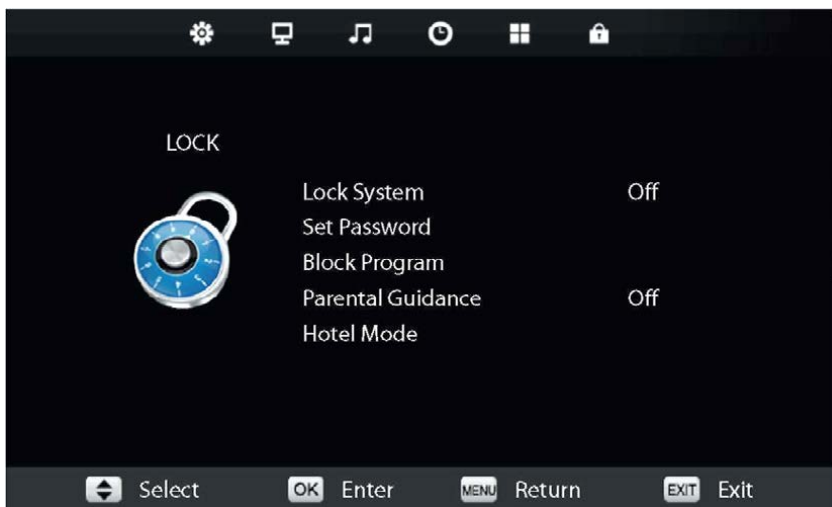 LOCK
Lock System Off
Set Password
Block Program
Parental Guidance Off
Hotel Mode
Select OK Enter MENU Return EXIT Exit